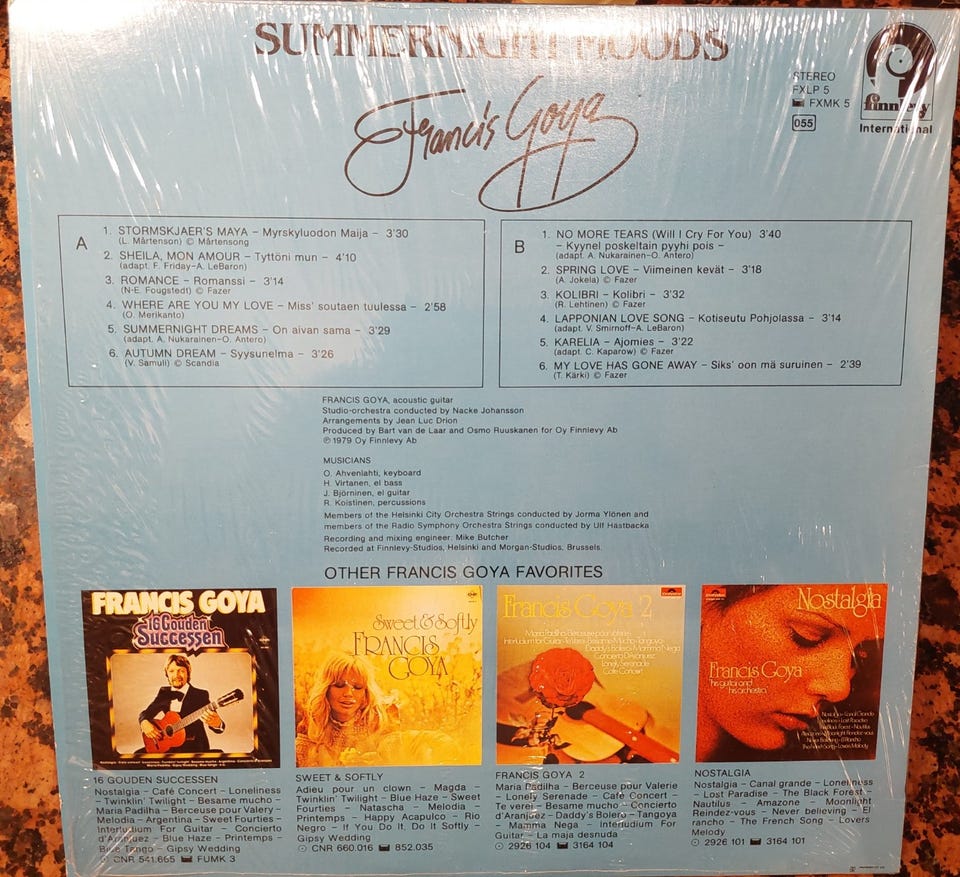 SUMMERNIGHT MOODS
Francis Goya
STEREO
FXLP 5
FXMK 5
055
finnlevy
International
A
1. STORMSKJAER'S MAYA – Myrskyluodon Maija – 3'30
(L. Mårtenson) © Mårtensong
2. SHEILA, MON AMOUR – Tyttöni mun – 4'10
(adapt. F. Friday–A. LeBaron)
3. ROMANCE – Romanssi – 3'14
(N-E. Fougstedt) © Fazer
4. WHERE ARE YOU MY LOVE – Miss' soutaen tuulessa – 2'58
(O. Merikanto)
5. SUMMERNIGHT DREAMS – On aivan sama – 3'29
(adapt. A. Nukarainen–O. Antero)
6. AUTUMN DREAM – Syysunelma – 3'26
(V. Samuli) © Scandia
B
1. NO MORE TEARS (Will I Cry For You) 3'40
– Kyynel poskeltain pyyhi pois –
(adapt. A. Nukarainen–O. Antero)
2. SPRING LOVE – Viimeinen kevät – 3'18
(A. Jokela) © Fazer
3. KOLIBRI – Kolibri – 3'32
(R. Lehtinen) © Fazer
4. LAPPONIAN LOVE SONG – Kotiseutu Pohjolassa – 3'14
(adapt. V. Smirnoff–A. LeBaron)
5. KARELIA – Ajomies – 3'22
(adapt. C. Kaparow) © Fazer
6. MY LOVE HAS GONE AWAY – Siks' oon mä suruinen – 2'39
(T. Kärki) © Fazer
FRANCIS GOYA, acoustic guitar
Studio-orchestra conducted by Nacke Johansson
Arrangements by Jean Luc Drion
Produced by Bart van de Laar and Osmo Ruuskanen for Oy Finnlevy Ab
℗ 1979 Oy Finnlevy Ab
MUSICIANS
O. Ahvenlahti, keyboard
H. Virtanen, el bass
J. Björninen, el guitar
R. Koistinen, percussions
Members of the Helsinki City Orchestra Strings conducted by Jorma Ylönen and
members of the Radio Symphony Orchestra Strings conducted by Ulf Hästbacka
Recording and mixing engineer. Mike Butcher
Recorded at Finnlevy-Studios, Helsinki and Morgan-Studios, Brussels.
OTHER FRANCIS GOYA FAVORITES
FRANCIS GOYA
16 Gouden
Successen
Sweet & Softly
FRANCIS
GOYA
Francis Goya 2
Maria Padilha – Berceuse pour Valerie
Nostalgia
Francis Goya
his guitar and
his orchestra
16 GOUDEN SUCCESSEN
Nostalgia – Café Concert – Loneliness
– Twinklin' Twilight – Besame mucho –
Maria Padilha – Berceuse pour Valery –
Melodia – Argentina – Sweet Fourties –
Interludium For Guitar – Concierto
d'Aranjuez – Blue Haze – Printemps –
Blue Tango – Gipsy Wedding
CNR 541.665 FUMK 3
SWEET & SOFTLY
Adieu pour un clown – Magda –
Twinklin' Twilight – Blue Haze – Sweet
Fourties – Natascha – Melodia –
Printemps – Happy Acapulco – Rio
Negro – If You Do It, Do It Softly –
Gipsy Wedding
CNR 660.016 852.035
FRANCIS GOYA 2
Maria Padilha – Berceuse pour Valerie
– Lonely Serenade – Café Concert –
Te verei – Besame mucho – Concierto
d'Aranjuez – Daddy's Bolero – Tangoya
– Mamma Nega – Interludium For
Guitar – La maja desnuda
2926 104 3164 104
NOSTALGIA
Nostalgia – Canal grande – Loneliness
– Lost Paradise – The Black Forest –
Nautilus – Amazone – Moonlight
Reindez-vous – Never believing – El
rancho – The French Song – Lovers
Melody
2926 101 3164 101